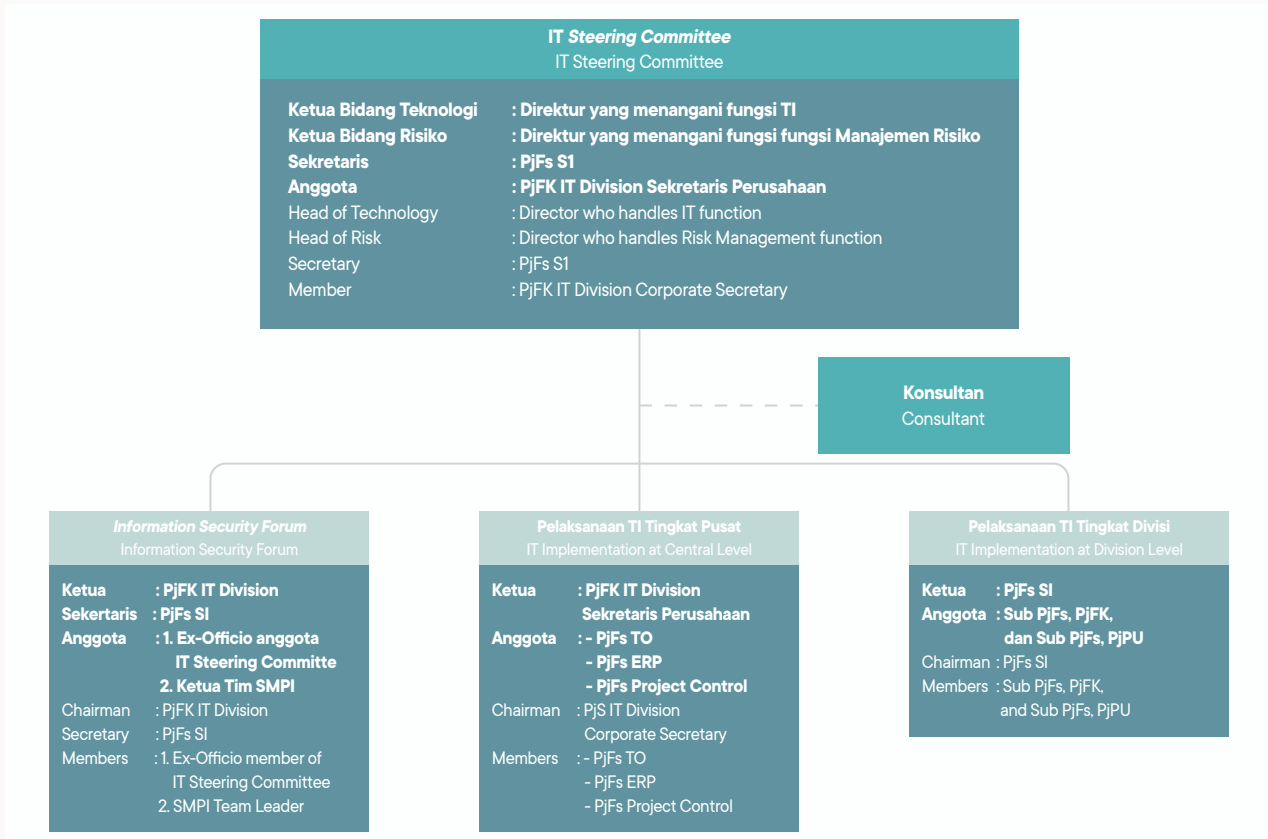 IT Steering Committee
IT Steering Committee
Ketua Bidang Teknologi : Direktur yang menangani fungsi TI
Ketua Bidang Risiko : Direktur yang menangani fungsi fungsi Manajemen Risiko
Sekretaris : PjFs S1
Anggota : PjFK IT Division Sekretaris Perusahaan
Head of Technology : Director who handles IT function
Head of Risk : Director who handles Risk Management function
Secretary : PjFs S1
Member : PjFK IT Division Corporate Secretary
Konsultan
Consultant
Information Security Forum
Information Security Forum
Ketua : PjFK IT Division
Sekertaris : PjFs SI
Anggota : 1. Ex-Officio anggota
IT Steering Committe
2. Ketua Tim SMPI
Chairman : PjFK IT Division
Secretary : PjFs SI
Members : 1. Ex-Officio member of
IT Steering Committee
2. SMPI Team Leader
Pelaksanaan TI Tingkat Pusat
IT Implementation at Central Level
Ketua : PjFK IT Division
Sekretaris Perusahaan
Anggota : - PjFs TO
- PjFs ERP
- PjFs Project Control
Chairman : PjS IT Division
Corporate Secretary
Members : - PjFs TO
- PjFs ERP
- PjFs Project Control
Pelaksanaan TI Tingkat Divisi
IT Implementation at Division Level
Ketua : PjFs SI
Anggota : Sub PjFs, PjFK,
dan Sub PjFs, PjPU
Chairman : PjFs SI
Members : Sub PjFs, PjFK,
and Sub PjFs, PjPU